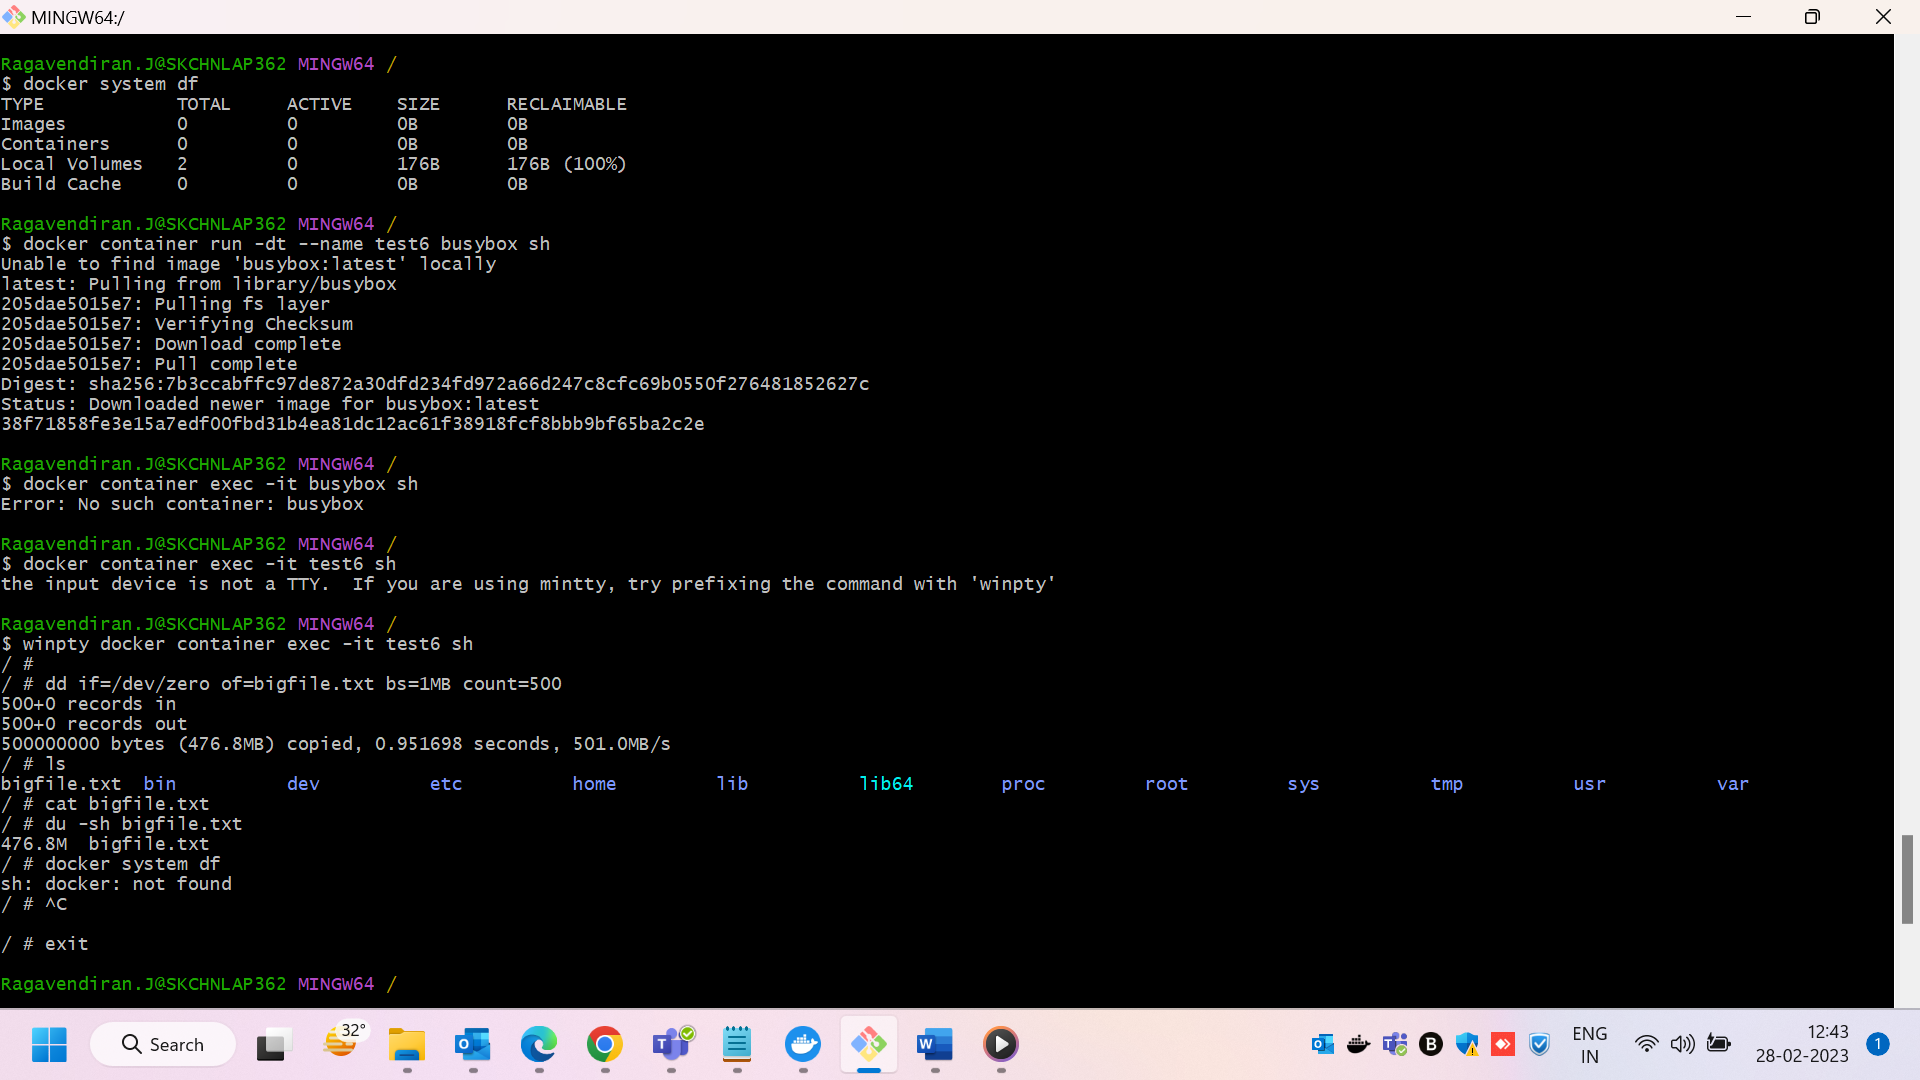 MINGW64:/
Ragavendiran.J@SKCHNLAP362 MINGW64 /
$ docker system df
TYPE TOTAL ACTIVE SIZE RECLAIMABLE
Images 0 0 0B 0B
Containers 0 0 0B 0B
Local Volumes 2 0 176B 176B (100%)
Build Cache 0 0 0B 0B
Ragavendiran.J@SKCHNLAP362 MINGW64 /
$ docker container run -dt --name test6 busybox sh
Unable to find image 'busybox:latest' locally
latest: Pulling from library/busybox
205dae5015e7: Pulling fs layer
205dae5015e7: Verifying Checksum
205dae5015e7: Download complete
205dae5015e7: Pull complete
Digest: sha256:7b3ccabffc97de872a30dfd234fd972a66d247c8cfc69b0550f276481852627c
Status: Downloaded newer image for busybox:latest
38f71858fe3e15a7edf00fbd31b4ea81dc12ac61f38918fcf8bbb9bf65ba2c2e
Ragavendiran.J@SKCHNLAP362 MINGW64 /
$ docker container exec -it busybox sh
Error: No such container: busybox
Ragavendiran.J@SKCHNLAP362 MINGW64 /
$ docker container exec -it test6 sh
the input device is not a TTY.  If you are using mintty, try prefixing the command with 'winpty'
Ragavendiran.J@SKCHNLAP362 MINGW64 /
$ winpty docker container exec -it test6 sh
/ #
/ # dd if=/dev/zero of=bigfile.txt bs=1MB count=500
500+0 records in
500+0 records out
500000000 bytes (476.8MB) copied, 0.951698 seconds, 501.0MB/s
/ # ls
bigfile.txt bin dev etc home lib lib64 proc root sys tmp usr var
/ # cat bigfile.txt
/ # du -sh bigfile.txt
476.8M bigfile.txt
/ # docker system df
sh: docker: not found
/ # ^C
/ # exit
Ragavendiran.J@SKCHNLAP362 MINGW64 /
Search 32° ENG IN 12:43 28-02-2023 1